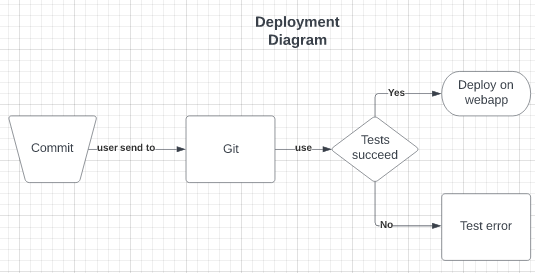 Deployment
Diagram
Commit
user send to
Git
use
Tests
succeed
Yes
Deploy on
webapp
No
Test error